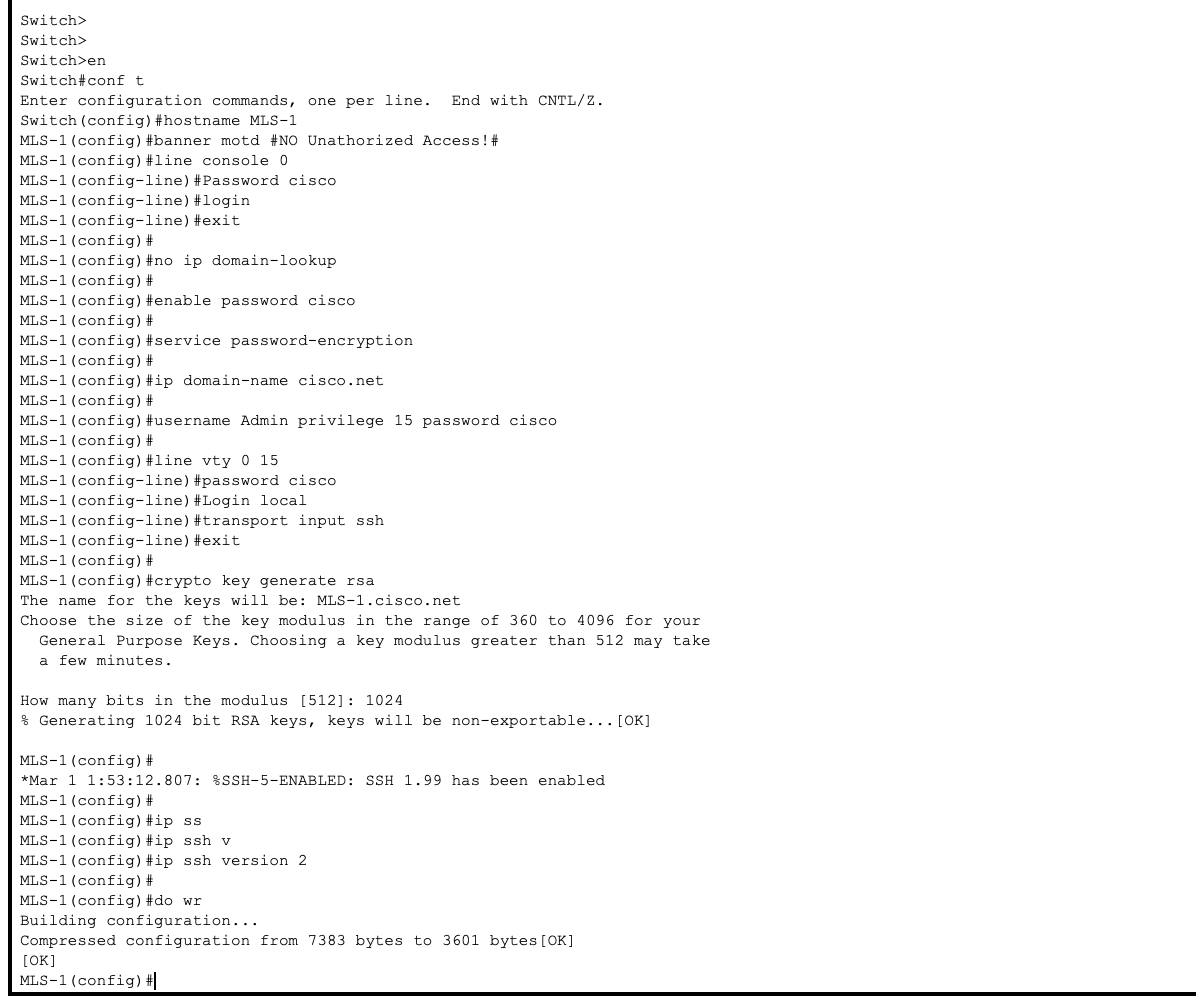 Switch>
Switch>
Switch>en
Switch#conf t
Enter configuration commands, one per line.  End with CNTL/Z.
Switch(config)#hostname MLS-1
MLS-1(config)#banner motd #NO Unathorized Access!#
MLS-1(config)#line console 0
MLS-1(config-line)#Password cisco
MLS-1(config-line)#login
MLS-1(config-line)#exit
MLS-1(config)#
MLS-1(config)#no ip domain-lookup
MLS-1(config)#
MLS-1(config)#enable password cisco
MLS-1(config)#
MLS-1(config)#service password-encryption
MLS-1(config)#
MLS-1(config)#ip domain-name cisco.net
MLS-1(config)#
MLS-1(config)#username Admin privilege 15 password cisco
MLS-1(config)#
MLS-1(config)#line vty 0 15
MLS-1(config-line)#password cisco
MLS-1(config-line)#Login local
MLS-1(config-line)#transport input ssh
MLS-1(config-line)#exit
MLS-1(config)#
MLS-1(config)#crypto key generate rsa
The name for the keys will be: MLS-1.cisco.net
Choose the size of the key modulus in the range of 360 to 4096 for your
  General Purpose Keys. Choosing a key modulus greater than 512 may take
  a few minutes.

How many bits in the modulus [512]: 1024
% Generating 1024 bit RSA keys, keys will be non-exportable...[OK]

MLS-1(config)#
*Mar 1 1:53:12.807: %SSH-5-ENABLED: SSH 1.99 has been enabled
MLS-1(config)#
MLS-1(config)#ip ss
MLS-1(config)#ip ssh v
MLS-1(config)#ip ssh version 2
MLS-1(config)#
MLS-1(config)#do wr
Building configuration...
Compressed configuration from 7383 bytes to 3601 bytes[OK]
[OK]
MLS-1(config)#